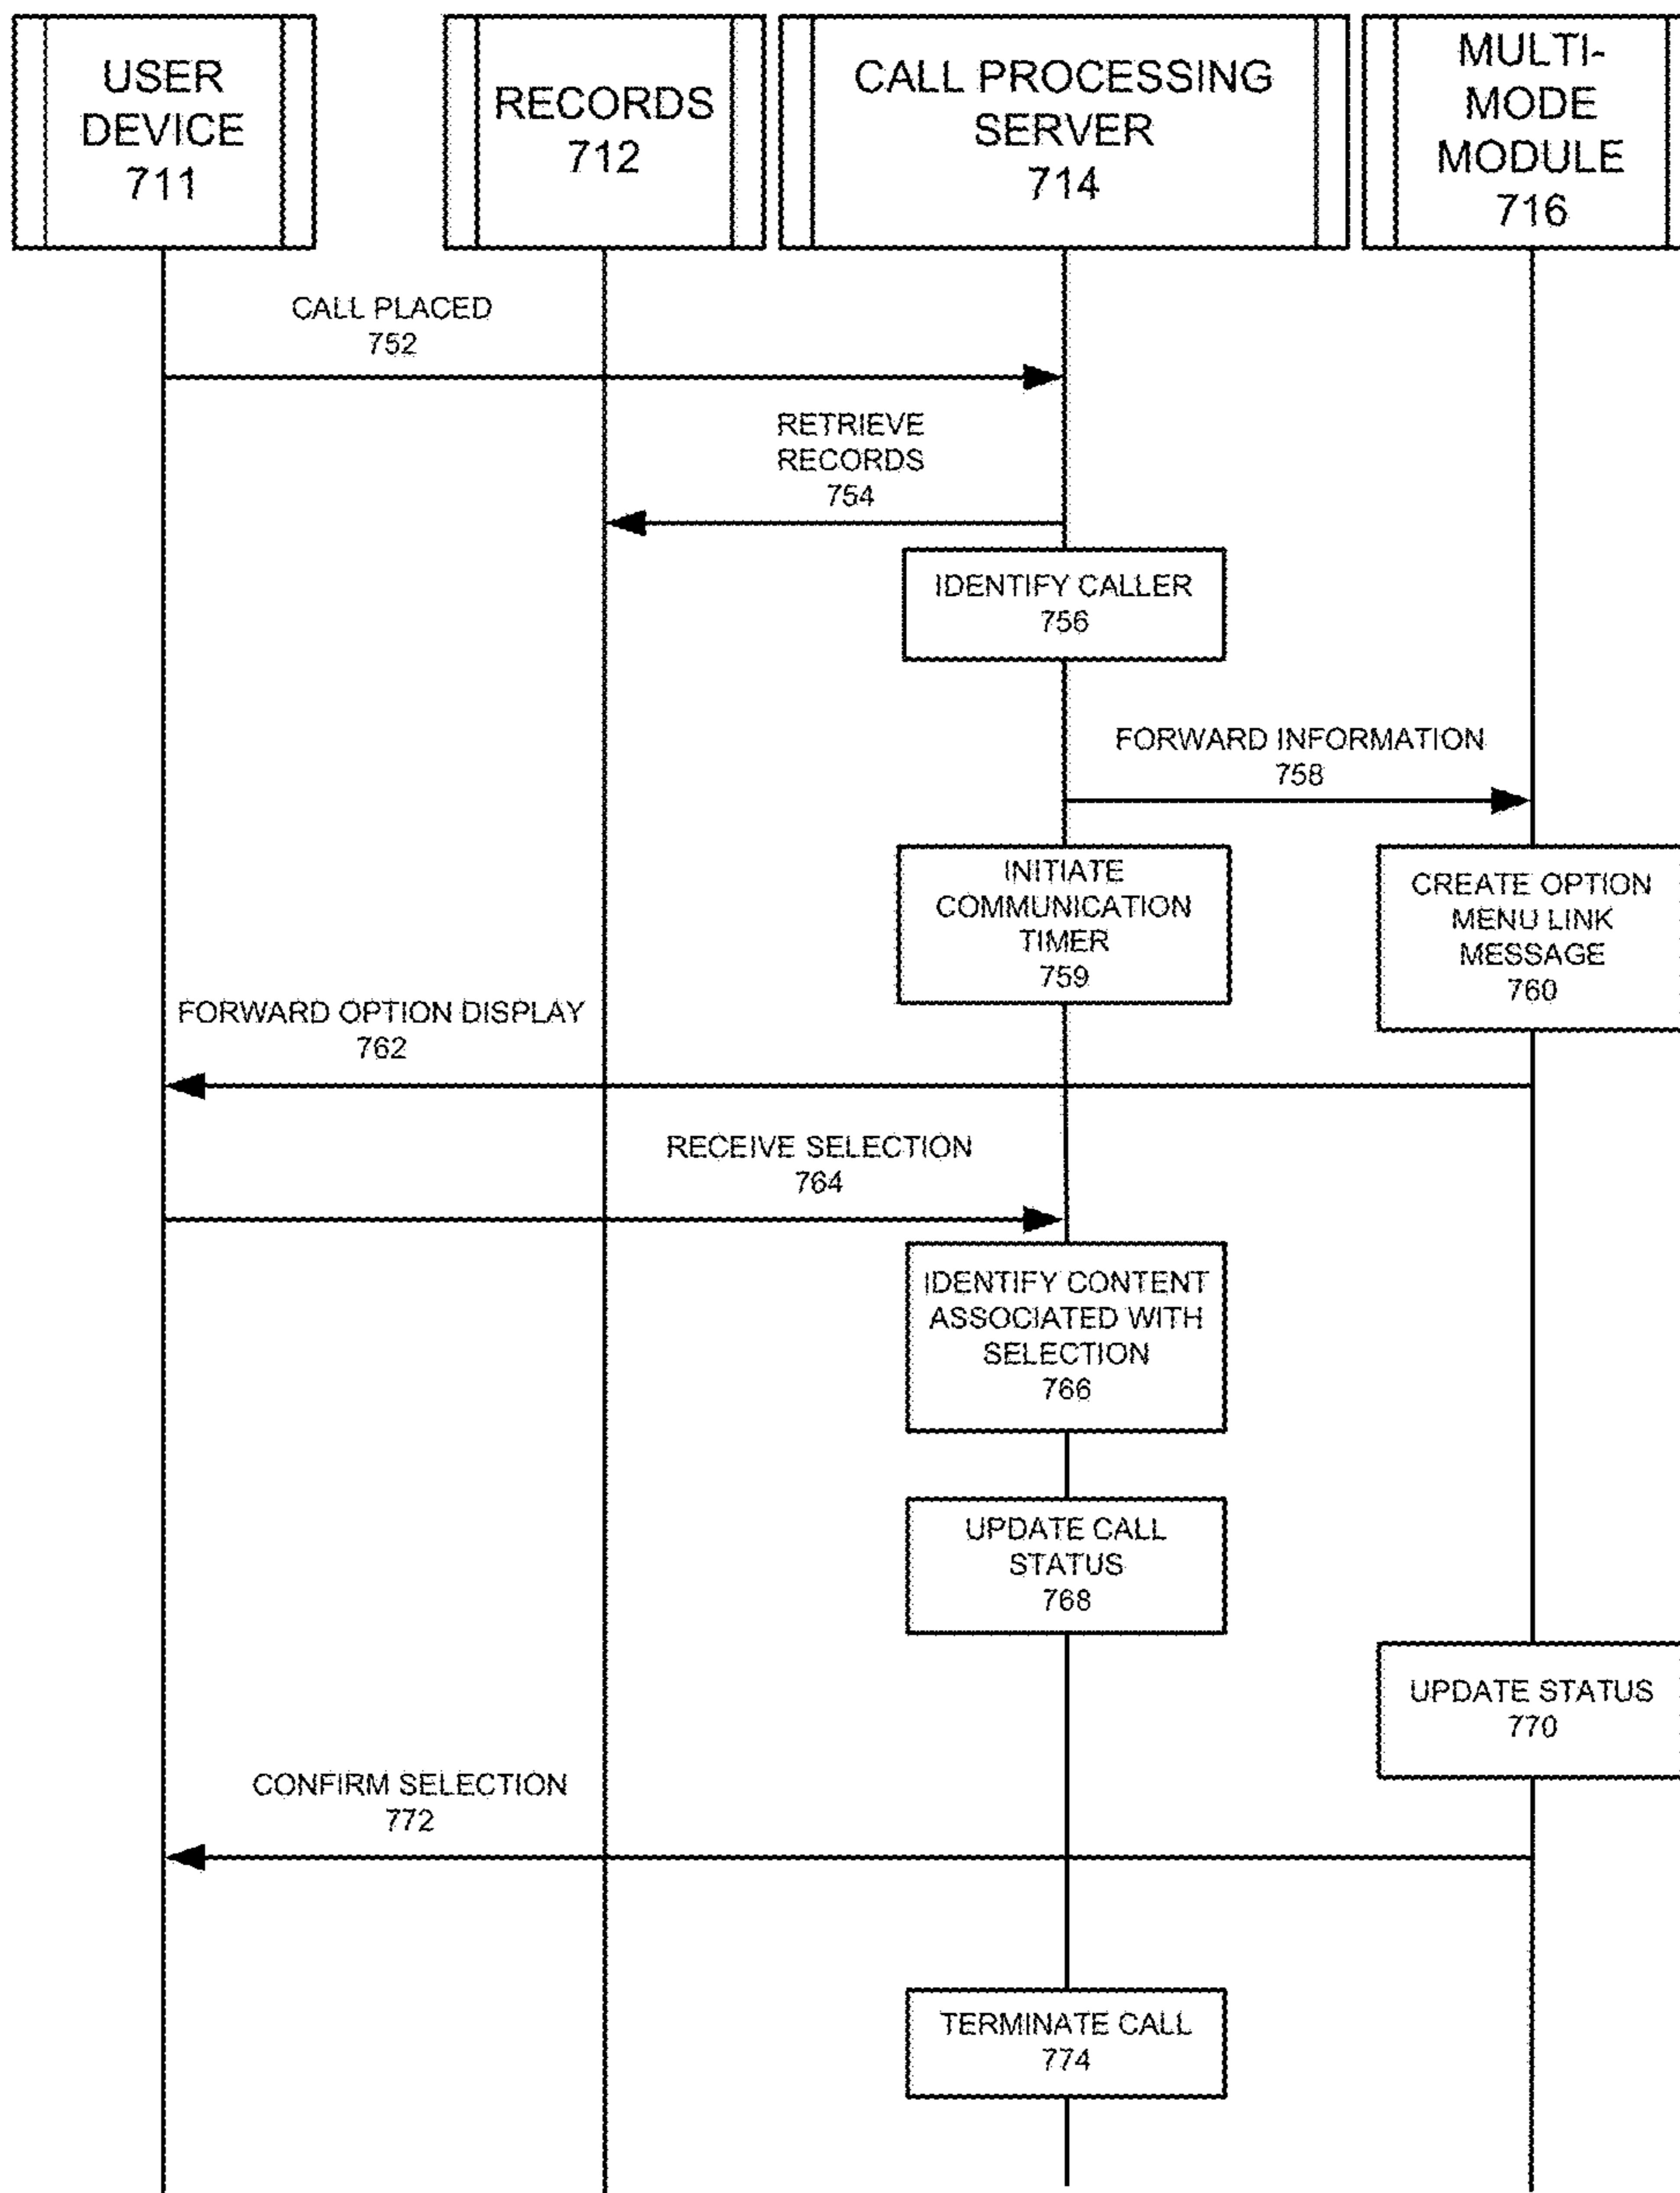 USER
DEVICE
711
RECORDS
712
CALL PROCESSING
SERVER
714
MULTI-
MODE
MODULE
716
CALL PLACED
752
RETRIEVE
RECORDS
754
IDENTIFY CALLER
756
FORWARD INFORMATION
758
INITIATE
COMMUNICATION
TIMER
759
CREATE OPTION
MENU LINK
MESSAGE
760
FORWARD OPTION DISPLAY
762
RECEIVE SELECTION
764
IDENTIFY CONTENT
ASSOCIATED WITH
SELECTION
766
UPDATE CALL
STATUS
768
UPDATE STATUS
770
CONFIRM SELECTION
772
TERMINATE CALL
774